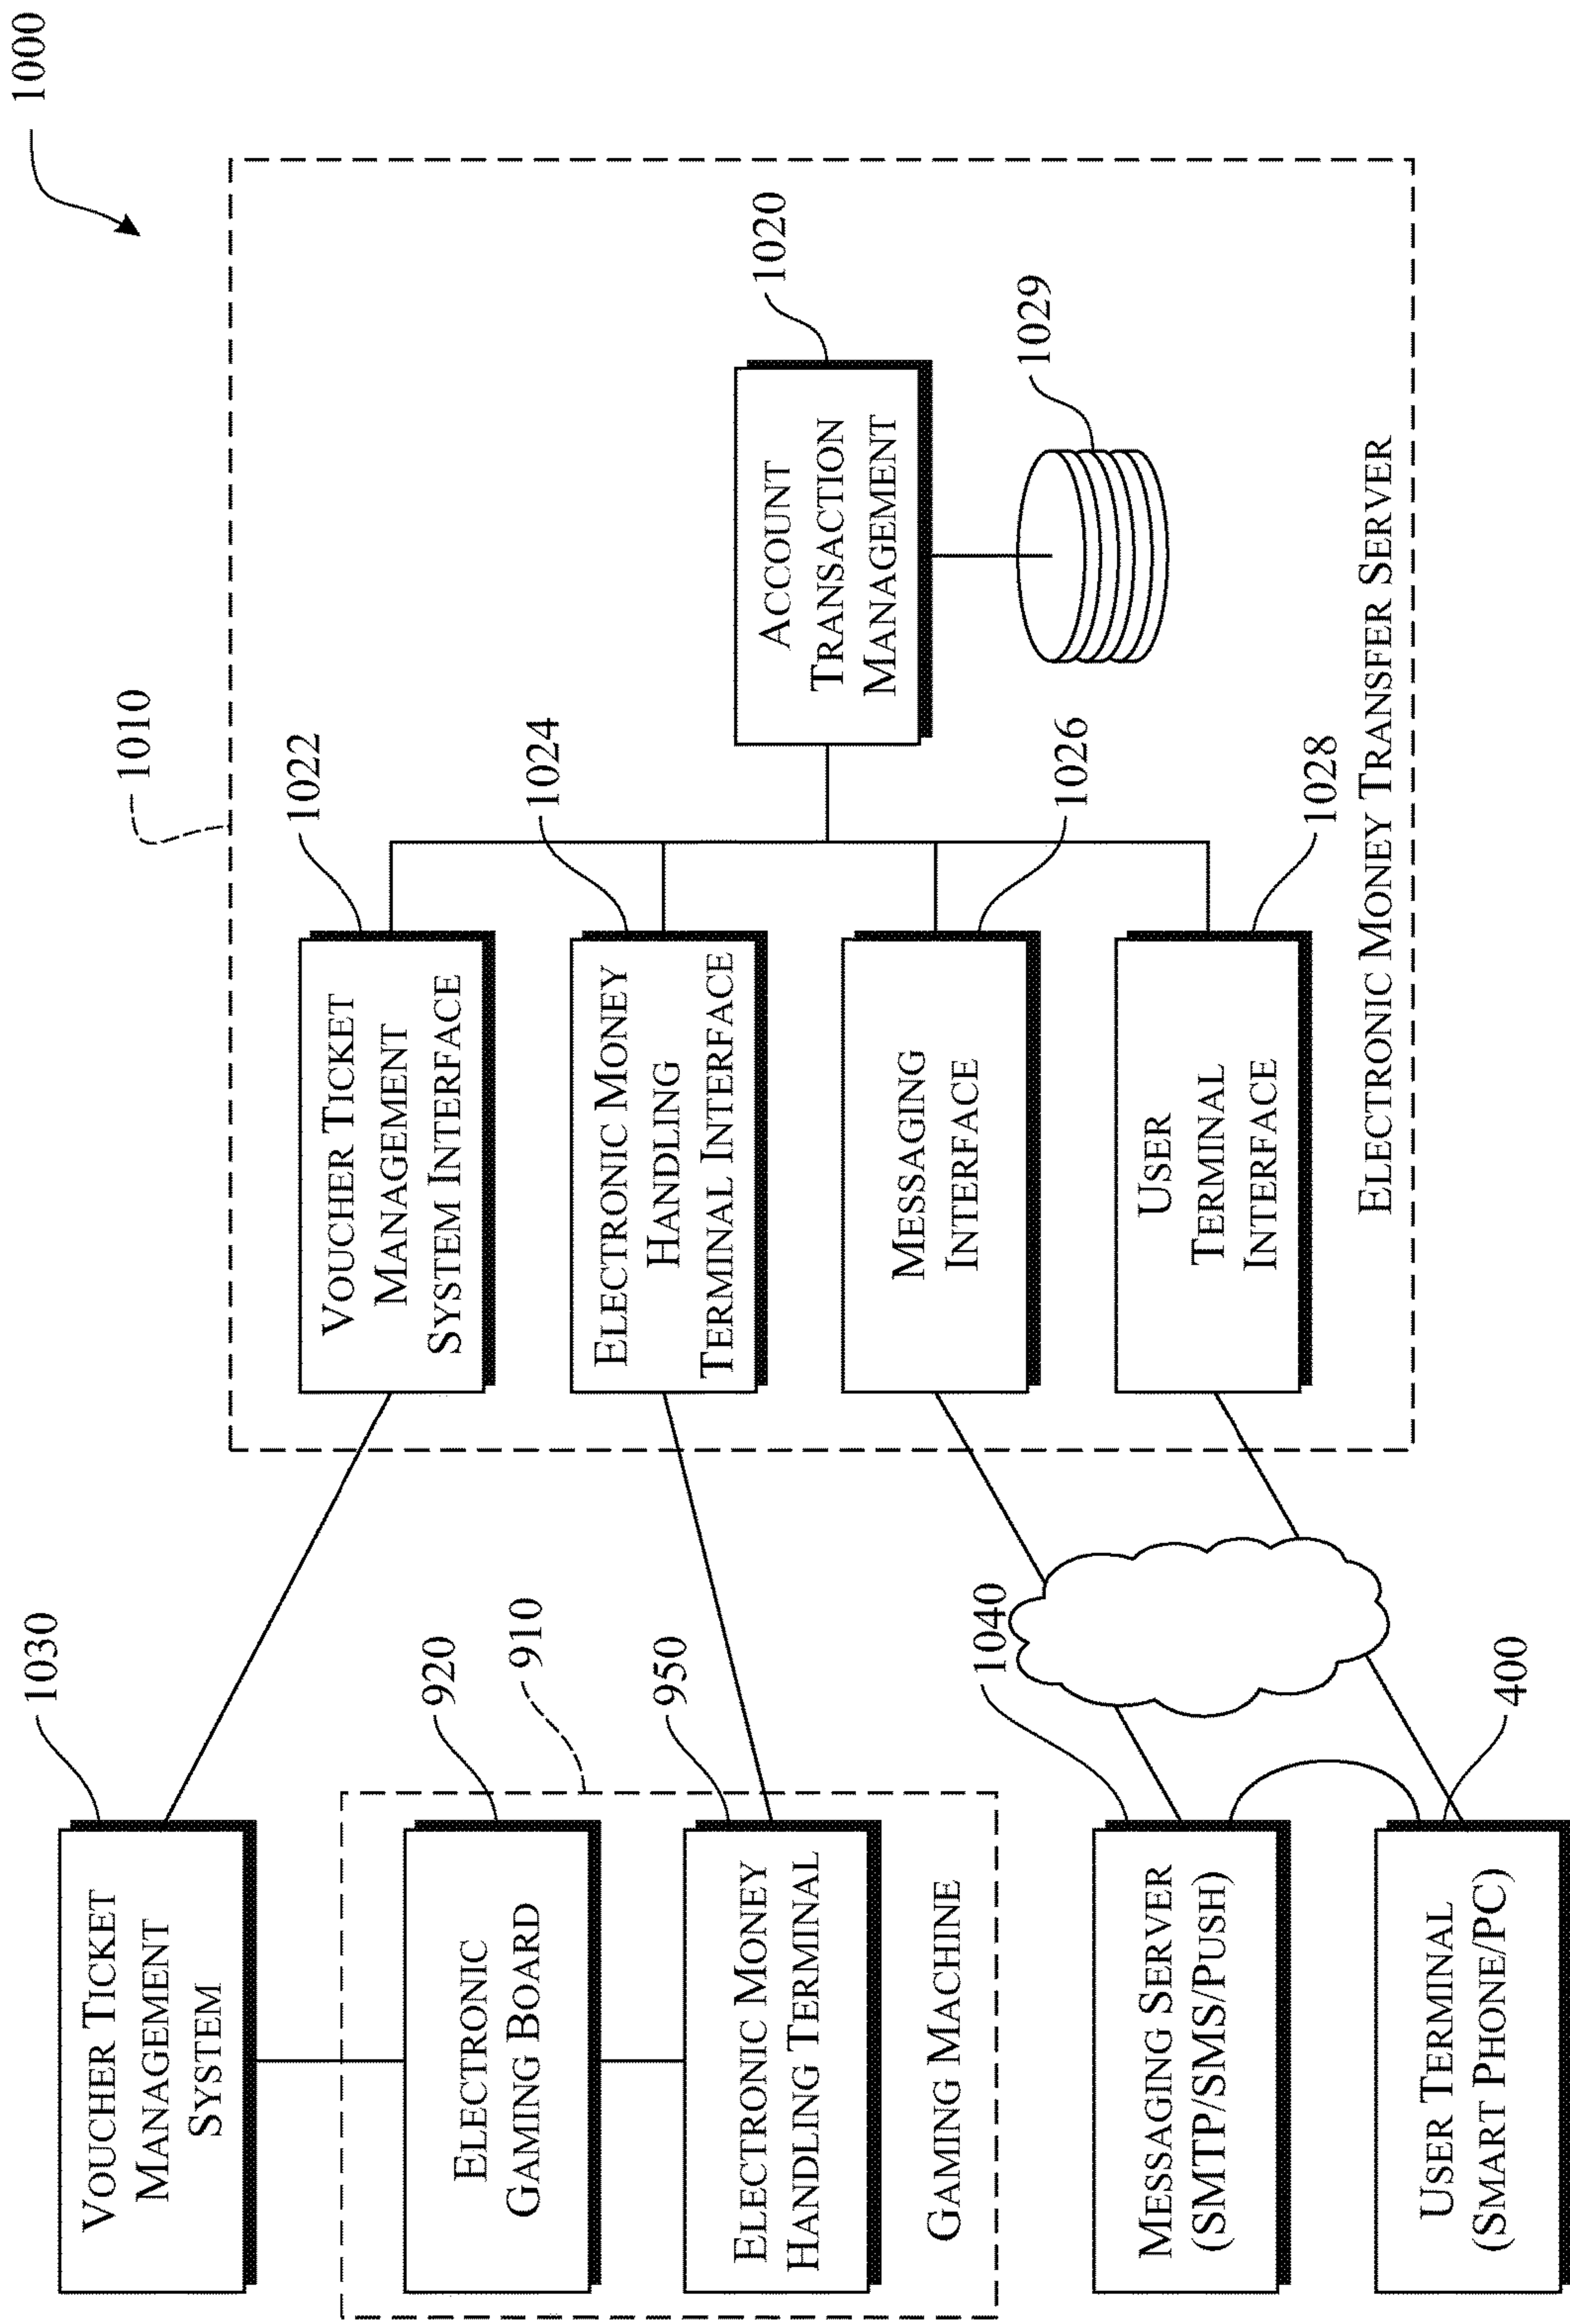 1000
1010
1030
VOUCHER TICKET
MANAGEMENT
SYSTEM
1022
VOUCHER TICKET
MANAGEMENT
SYSTEM INTERFACE
910
920
ELECTRONIC
GAMING BOARD
950
ELECTRONIC MONEY
HANDLING TERMINAL
GAMING MACHINE
1024
ELECTRONIC MONEY
HANDLING
TERMINAL INTERFACE
1020
ACCOUNT
TRANSACTION
MANAGEMENT
1029
1026
MESSAGING
INTERFACE
1040
MESSAGING SERVER
(SMTP/SMS/PUSH)
1028
USER
TERMINAL
INTERFACE
400
USER TERMINAL
(SMART PHONE/PC)
ELECTRONIC MONEY TRANSFER SERVER